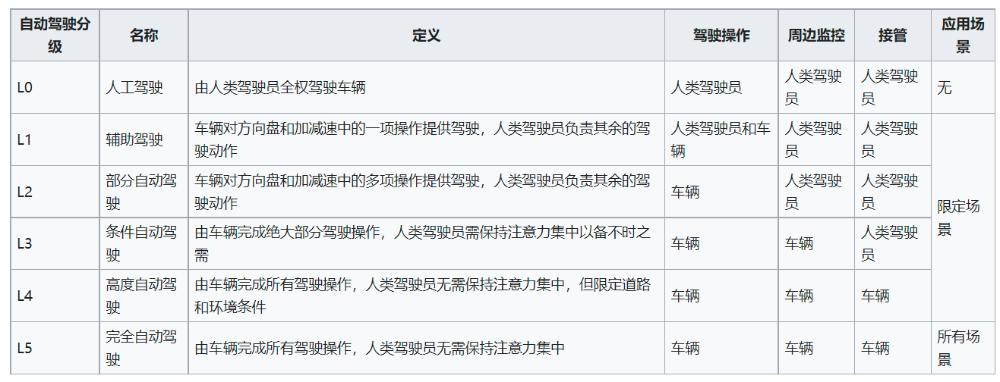 自动驾驶分
级
名称
定义
驾驶操作
周边监控
接管
应用场
景
L0
人工驾驶
由人类驾驶员全权驾驶车辆
人类驾驶员
人类驾驶
员
人类驾驶
员
无
L1
辅助驾驶
车辆对方向盘和加减速中的一项操作提供驾驶，人类驾驶员负责其余的驾
驶动作
人类驾驶员和车
辆
人类驾驶
员
人类驾驶
员
限定场
景
L2
部分自动驾
驶
车辆对方向盘和加减速中的多项操作提供驾驶，人类驾驶员负责其余的驾
驶动作
车辆
人类驾驶
员
人类驾驶
员
L3
条件自动驾
驶
由车辆完成绝大部分驾驶操作，人类驾驶员需保持注意力集中以备不时之
需
车辆
车辆
人类驾驶
员
L4
高度自动驾
驶
由车辆完成所有驾驶操作，人类驾驶员无需保持注意力集中，但限定道路
和环境条件
车辆
车辆
车辆
L5
完全自动驾
驶
由车辆完成所有驾驶操作，人类驾驶员无需保持注意力集中
车辆
车辆
车辆
所有场
景